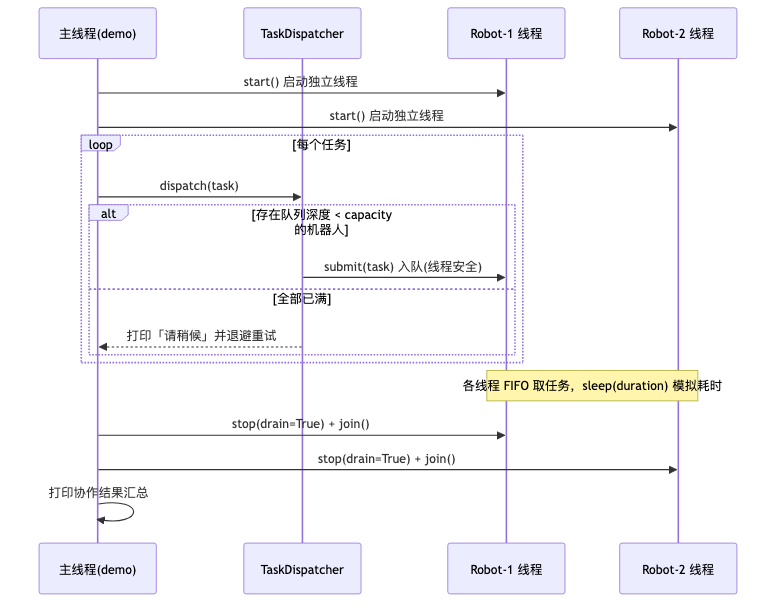 主线程(demo)
TaskDispatcher
Robot-1 线程
Robot-2 线程
start() 启动独立线程
start() 启动独立线程
loop
[每个任务]
dispatch(task)
alt
[存在队列深度 < capacity
的机器人]
submit(task) 入队(线程安全)
[全部已满]
打印「请稍候」并退避重试
各线程 FIFO 取任务，sleep(duration) 模拟耗时
stop(drain=True) + join()
stop(drain=True) + join()
打印协作结果汇总
主线程(demo)
TaskDispatcher
Robot-1 线程
Robot-2 线程